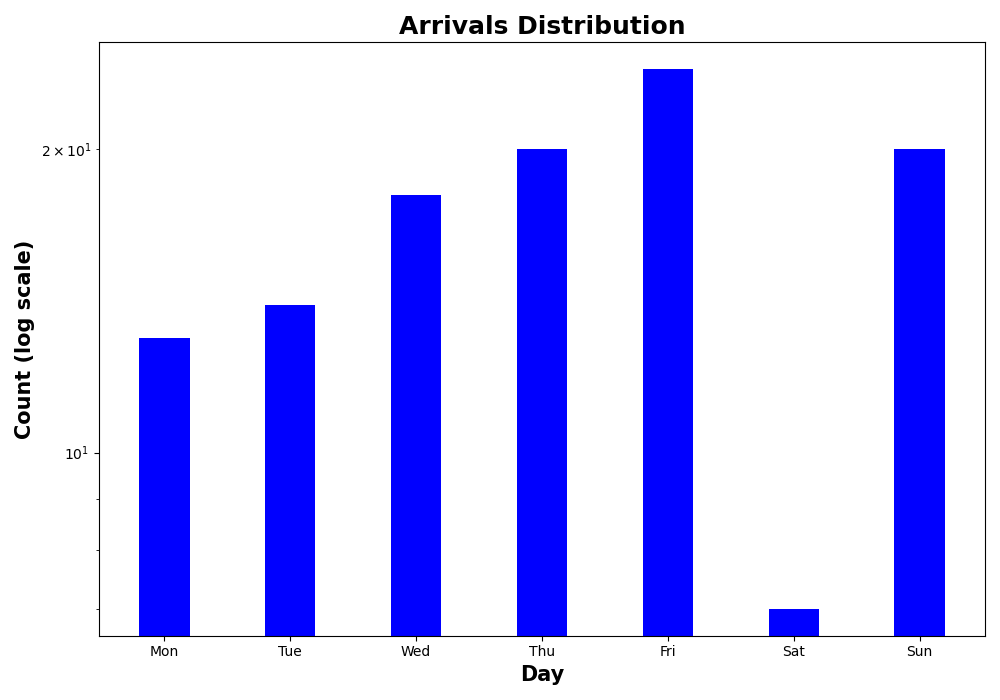 Arrivals Distribution
Count (log scale)
2 × 10¹
10¹
Mon Tue Wed Thu Fri Sat Sun
Day